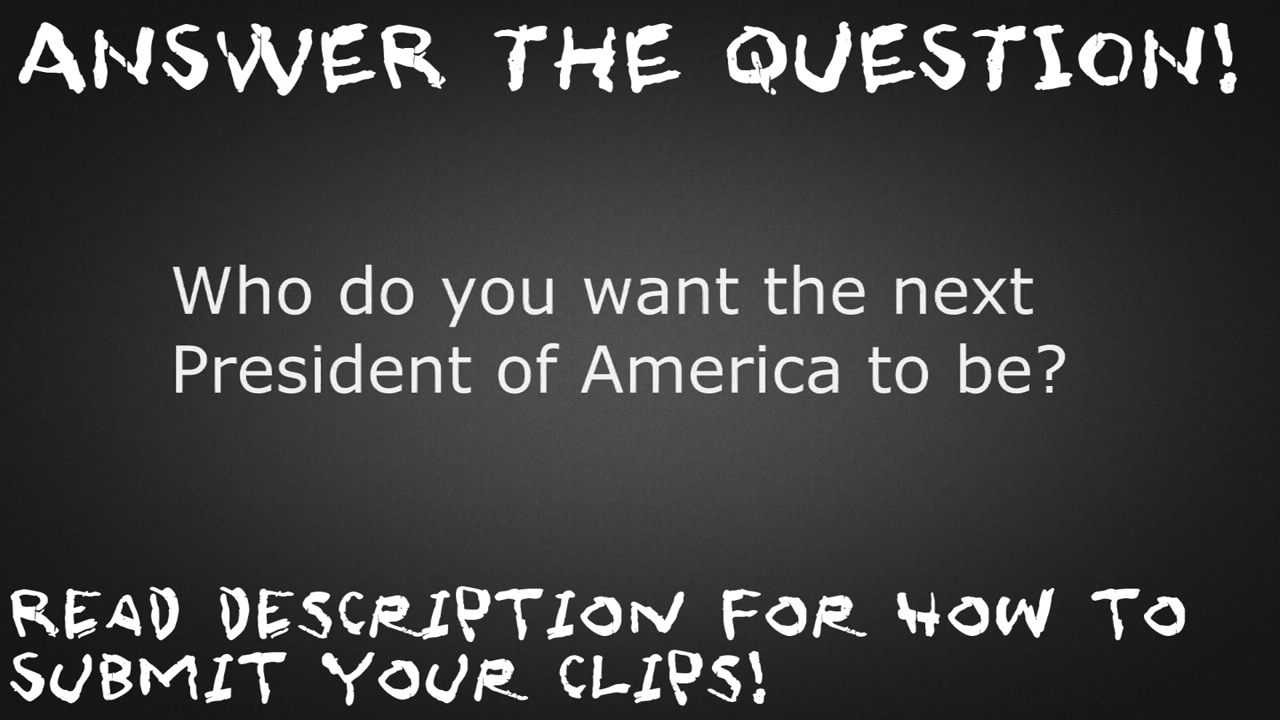 ANSWER THE QUESTION!
Who do you want the next
President of America to be?
READ DESCRIPTION FOR HOW TO
SUBMIT YOUR CLIPS!